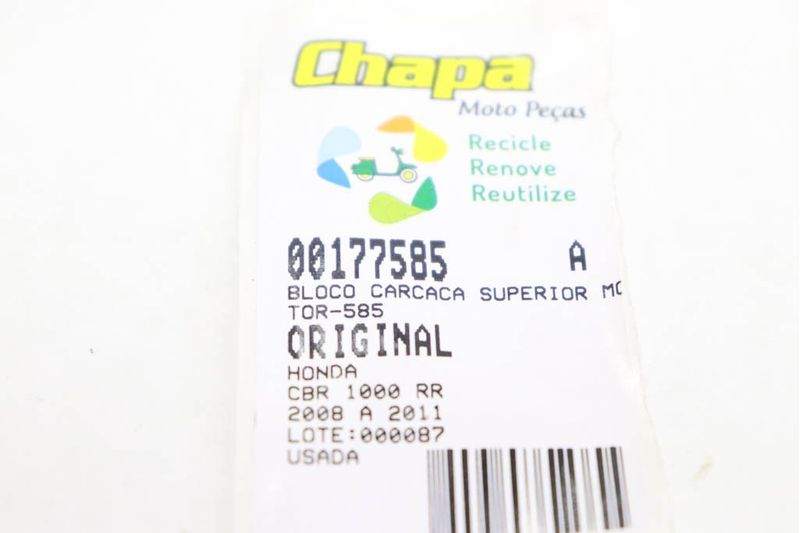 Chapa
Moto Peças
Recicle
Renove
Reutilize
00177585 A
BLOCO CARCACA SUPERIOR MO
TOR-585
ORIGINAL
HONDA
CBR 1000 RR
2008 A 2011
LOTE:000087
USADA